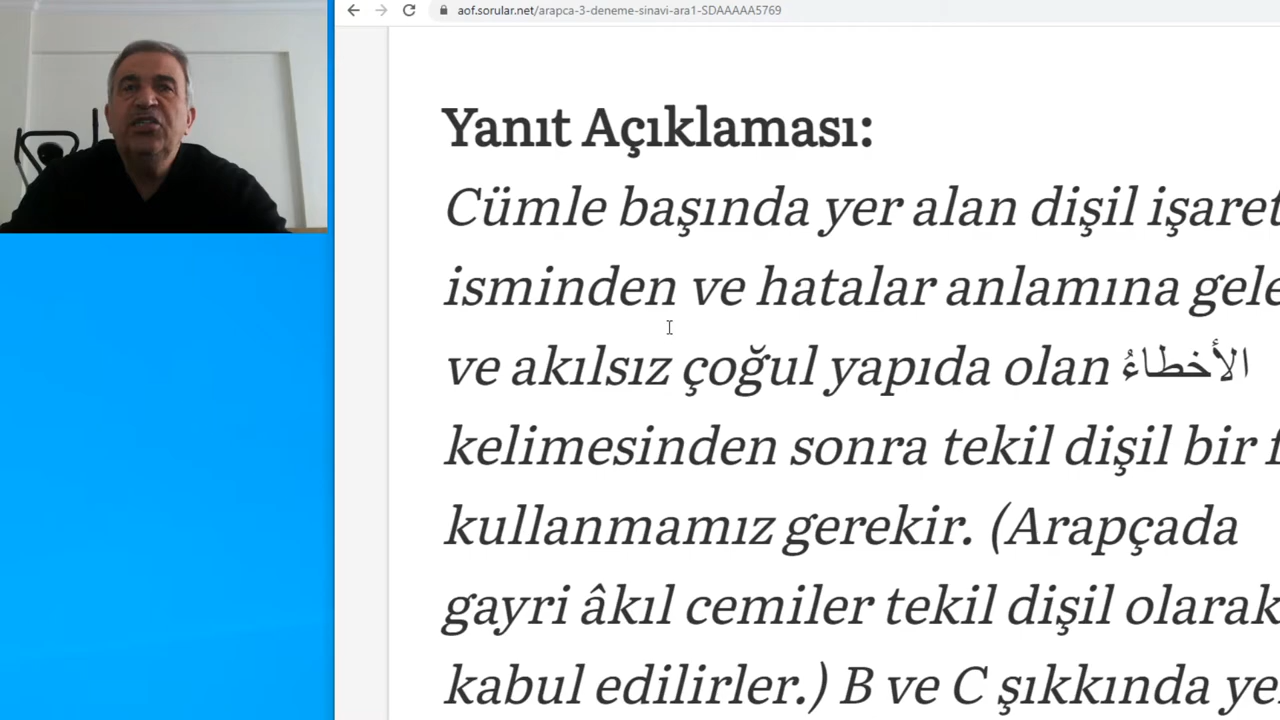 aof.sorular.net/arapca-3-deneme-sinavi-ara1-SDAAAAA5769
Yanıt Açıklaması:
Cümle başında yer alan dişil işaret
isminden ve hatalar anlamına gele
ve akılsız çoğul yapıda olan الأخطاءُ
kelimesinden sonra tekil dişil bir f
kullanmamız gerekir. (Arapçada
gayri âkıl cemiler tekil dişil olarak
kabul edilirler.) B ve C şıkkında ye